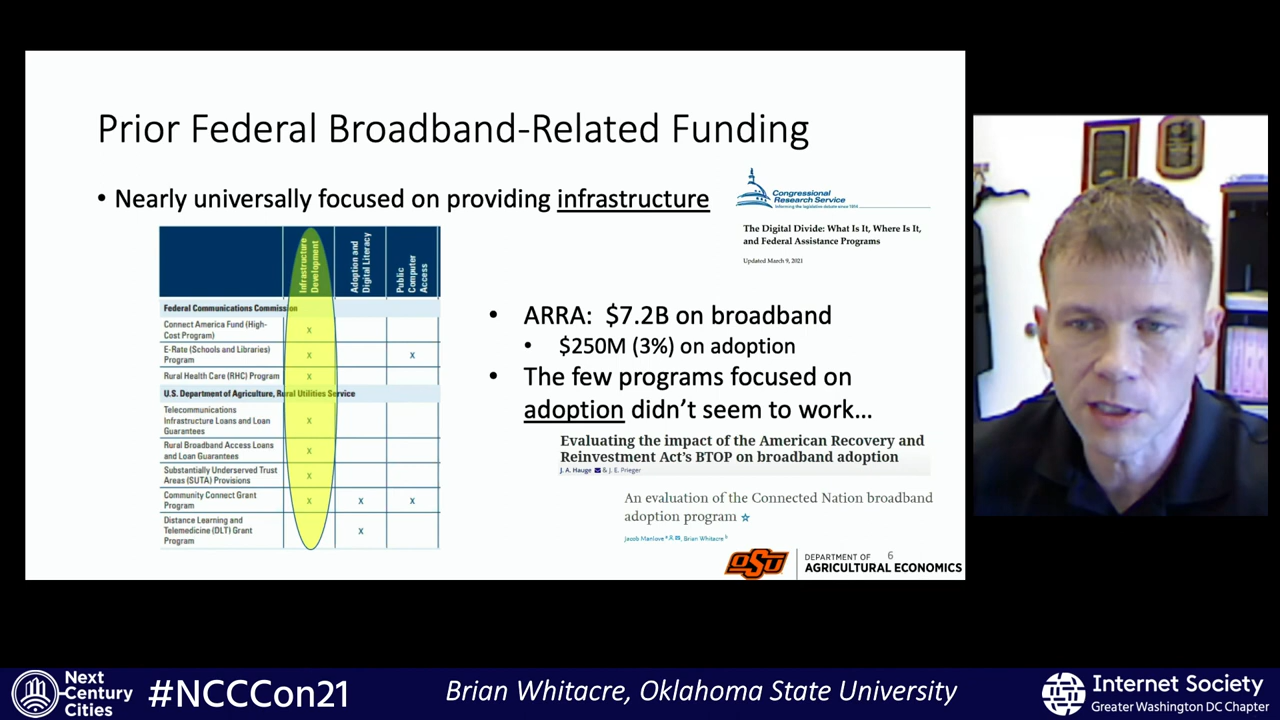 Prior Federal Broadband-Related Funding
• Nearly universally focused on providing infrastructure
Congressional
Research Service
Informing the legislative debate since 1914
The Digital Divide: What Is It, Where Is It,
and Federal Assistance Programs
Updated March 9, 2021
Infrastructure
Development
Adoption and
Digital Literacy
Public
Computer
Access
Federal Communications Commission
Connect America Fund (High-
Cost Program) X
E-Rate (Schools and Libraries)
Program X X
Rural Health Care (RHC) Program X
U.S. Department of Agriculture, Rural Utilities Service
Telecommunications
Infrastructure Loans and Loan
Guarantees X
Rural Broadband Access Loans
and Loan Guarantees X
Substantially Underserved Trust
Areas (SUTA) Provisions X
Community Connect Grant
Program X X X
Distance Learning and
Telemedicine (DLT) Grant
Program X
• ARRA: $7.2B on broadband
• $250M (3%) on adoption
• The few programs focused on
adoption didn't seem to work…
Evaluating the impact of the American Recovery and
Reinvestment Act's BTOP on broadband adoption
J. A. Hauge & J. E. Prieger
An evaluation of the Connected Nation broadband
adoption program
Jacob Manlove a, Brian Whitacre b
OSU
DEPARTMENT OF
AGRICULTURAL ECONOMICS
6
Next
Century
Cities
#NCCCon21
Brian Whitacre, Oklahoma State University
Internet Society
Greater Washington DC Chapter